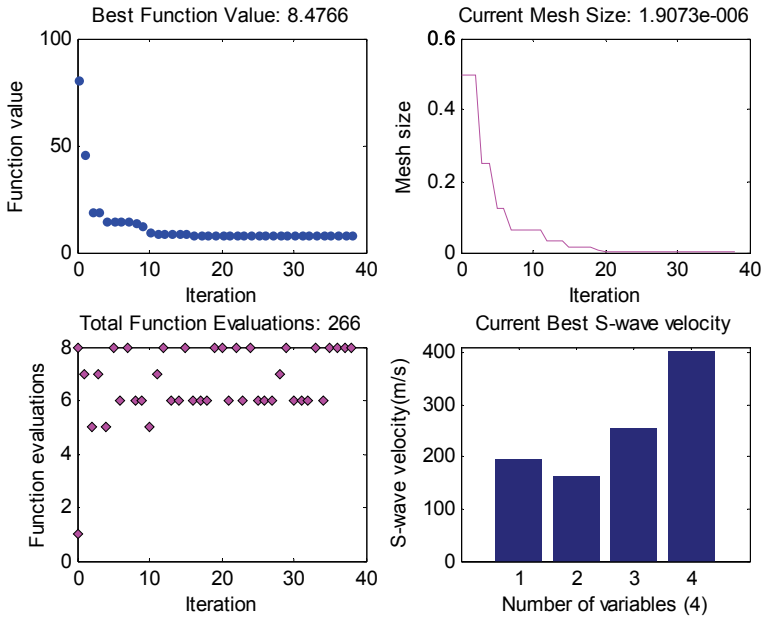 Best Function Value: 8.4766
100
50
0
Function value
0 10 20 30 40
Iteration
Current Mesh Size: 1.9073e-006
0.6
0.4
0.2
0
Mesh size
0 10 20 30 40
Iteration
Total Function Evaluations: 266
8
6
4
2
0
Function evaluations
0 10 20 30 40
Iteration
Current Best S-wave velocity
400
300
200
100
0
S-wave velocity(m/s)
1 2 3 4
Number of variables (4)